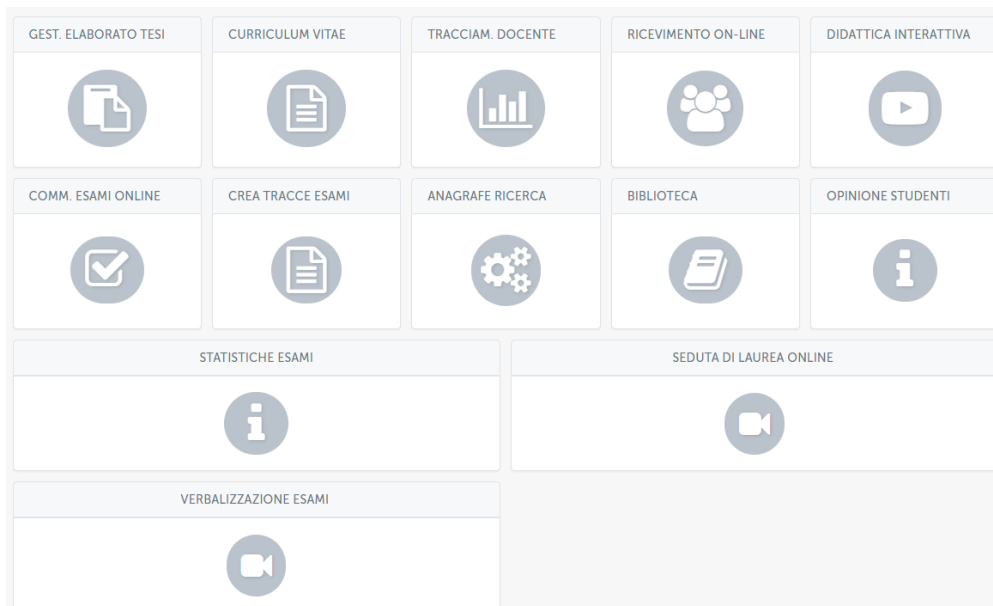 GEST. ELABORATO TESI
CURRICULUM VITAE
TRACCIAM. DOCENTE
RICEVIMENTO ON-LINE
DIDATTICA INTERATTIVA
COMM. ESAMI ONLINE
CREA TRACCE ESAMI
ANAGRAFE RICERCA
BIBLIOTECA
OPINIONE STUDENTI
STATISTICHE ESAMI
SEDUTA DI LAUREA ONLINE
VERBALIZZAZIONE ESAMI